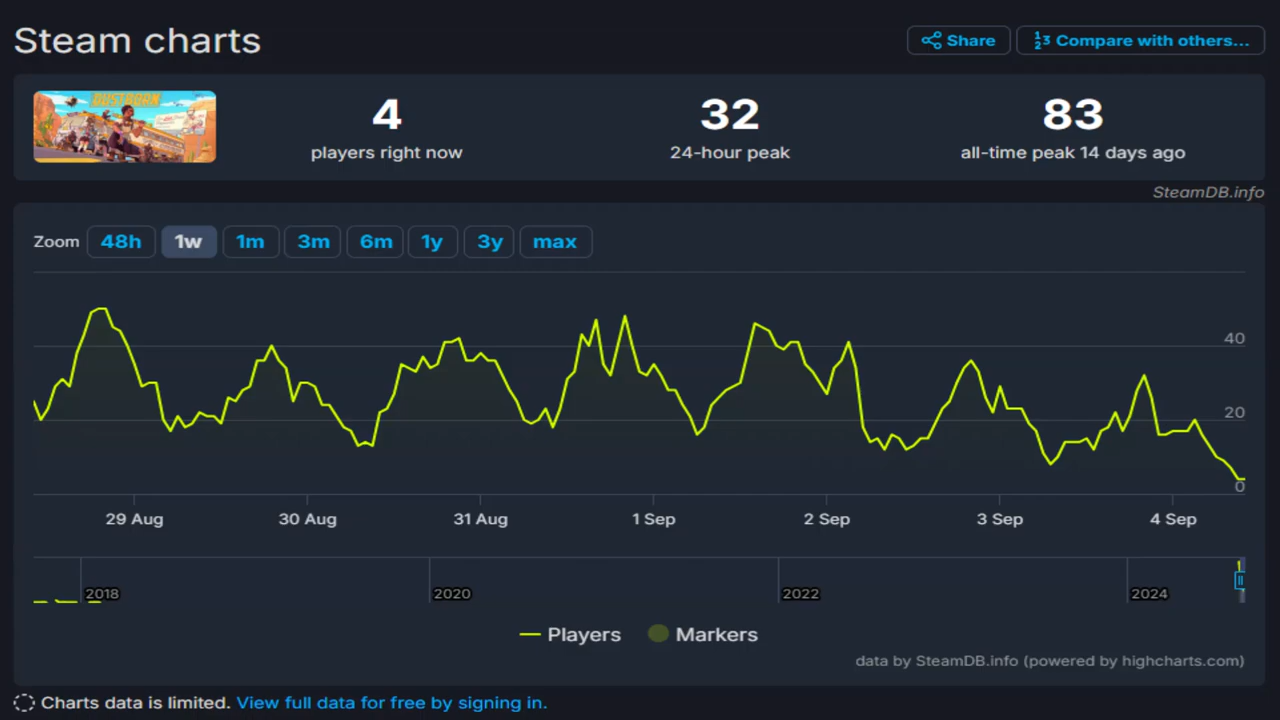 Steam charts
Share
Compare with others...
DUSTBORN
4
players right now
32
24-hour peak
83
all-time peak 14 days ago
SteamDB.info
Zoom 48h 1w 1m 3m 6m 1y 3y max
40
20
0
29 Aug 30 Aug 31 Aug 1 Sep 2 Sep 3 Sep 4 Sep
2018 2020 2022 2024
Players Markers
data by SteamDB.info (powered by highcharts.com)
Charts data is limited. View full data for free by signing in.